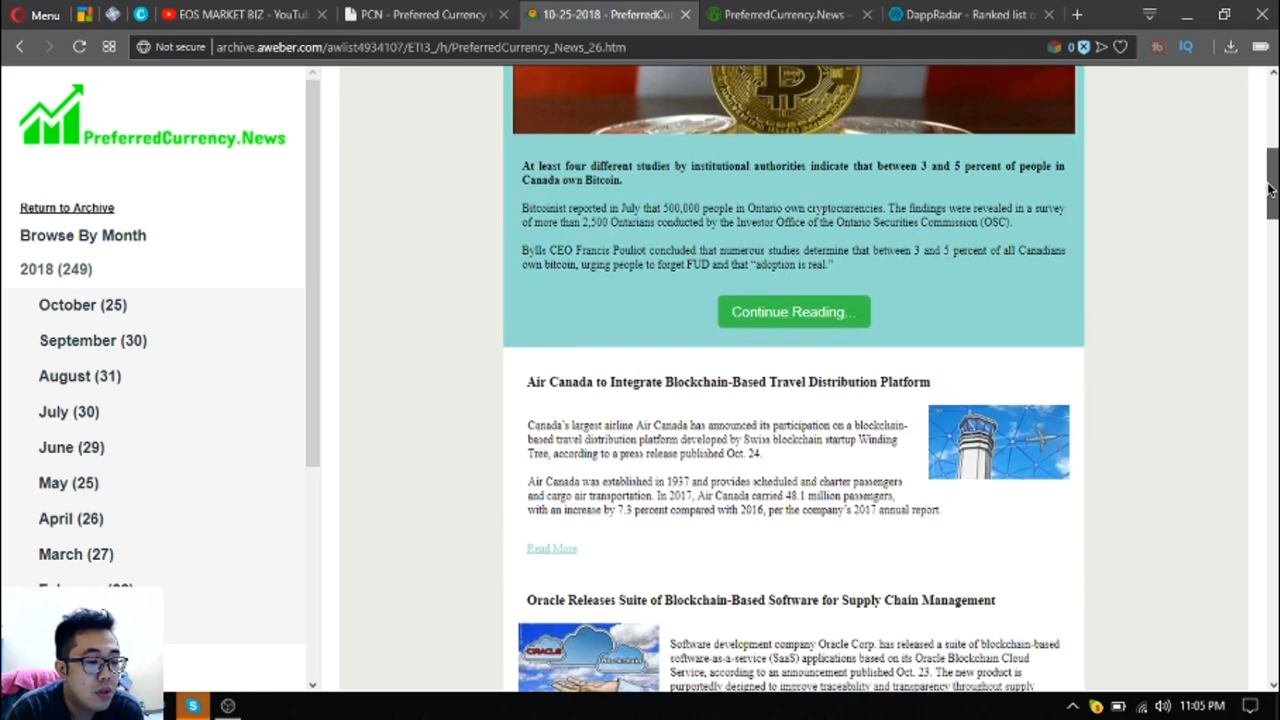 Menu
EOS MARKET BIZ - YouTu
PCN - Preferred Currency
10-25-2018 - PreferredCu
PreferredCurrency.News –
DappRadar - Ranked list o
Not secure
archive.aweber.com/awlist4934107/ETI3_/h/PreferredCurrency_News_26.htm
0
IQ
PreferredCurrency.News
Return to Archive
Browse By Month
2018 (249)
October (25)
September (30)
August (31)
July (30)
June (29)
May (25)
April (26)
March (27)
At least four different studies by institutional authorities indicate that between 3 and 5 percent of people in
Canada own Bitcoin.
Bitcoinist reported in July that 500,000 people in Ontario own cryptocurrencies. The findings were revealed in a survey
of more than 2,500 Ontarians conducted by the Investor Office of the Ontario Securities Commission (OSC).
Bylls CEO Francis Pouliot concluded that numerous studies determine that between 3 and 5 percent of all Canadians
own bitcoin, urging people to forget FUD and that “adoption is real.”
Continue Reading...
Air Canada to Integrate Blockchain-Based Travel Distribution Platform
Canada’s largest airline Air Canada has announced its participation on a blockchain-
based travel distribution platform developed by Swiss blockchain startup Winding
Tree, according to a press release published Oct. 24.
Air Canada was established in 1937 and provides scheduled and charter passengers
and cargo air transportation. In 2017, Air Canada carried 48.1 million passengers,
with an increase by 7.3 percent compared with 2016, per the company’s 2017 annual report.
Read More
Oracle Releases Suite of Blockchain-Based Software for Supply Chain Management
ORACLE
Software development company Oracle Corp. has released a suite of blockchain-based
software-as-a-service (SaaS) applications based on its Oracle Blockchain Cloud
Service, according to an announcement published Oct. 23. The new product is
purportedly designed to improve traceability and transparency throughout supply
11:05 PM